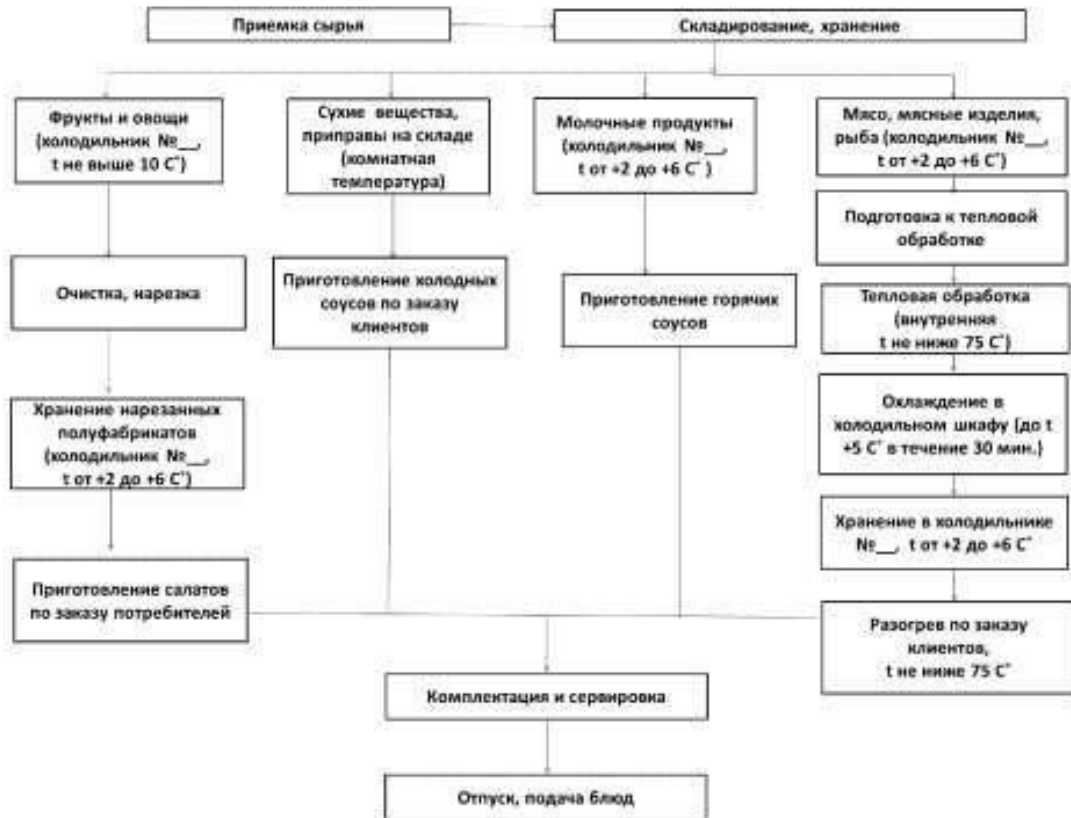 Приемка сырья
Складирование, хранение
Фрукты и овощи
(холодильник №__,
t не выше 10 С˚)
Сухие вещества,
приправы на складе
(комнатная
температура)
Молочные продукты
(холодильник №__,
t от +2 до +6 С˚ )
Мясо, мясные изделия,
рыба (холодильник №__,
t от +2 до +6 С˚)
Подготовка к тепловой
обработке
Очистка, нарезка
Приготовление холодных
соусов по заказу
клиентов
Приготовление горячих
соусов
Тепловая обработка
(внутренняя
t не ниже 75 С˚)
Хранение нарезанных
полуфабрикатов
(холодильник №__,
t от +2 до +6 С˚)
Охлаждение в
холодильном шкафу (до t
+5 С˚ в течение 30 мин.)
Хранение в холодильнике
№__, t от +2 до +6 С˚
Приготовление салатов
по заказу потребителей
Разогрев по заказу
клиентов,
t не ниже 75 С˚
Комплектация и сервировка
Отпуск, подача блюд